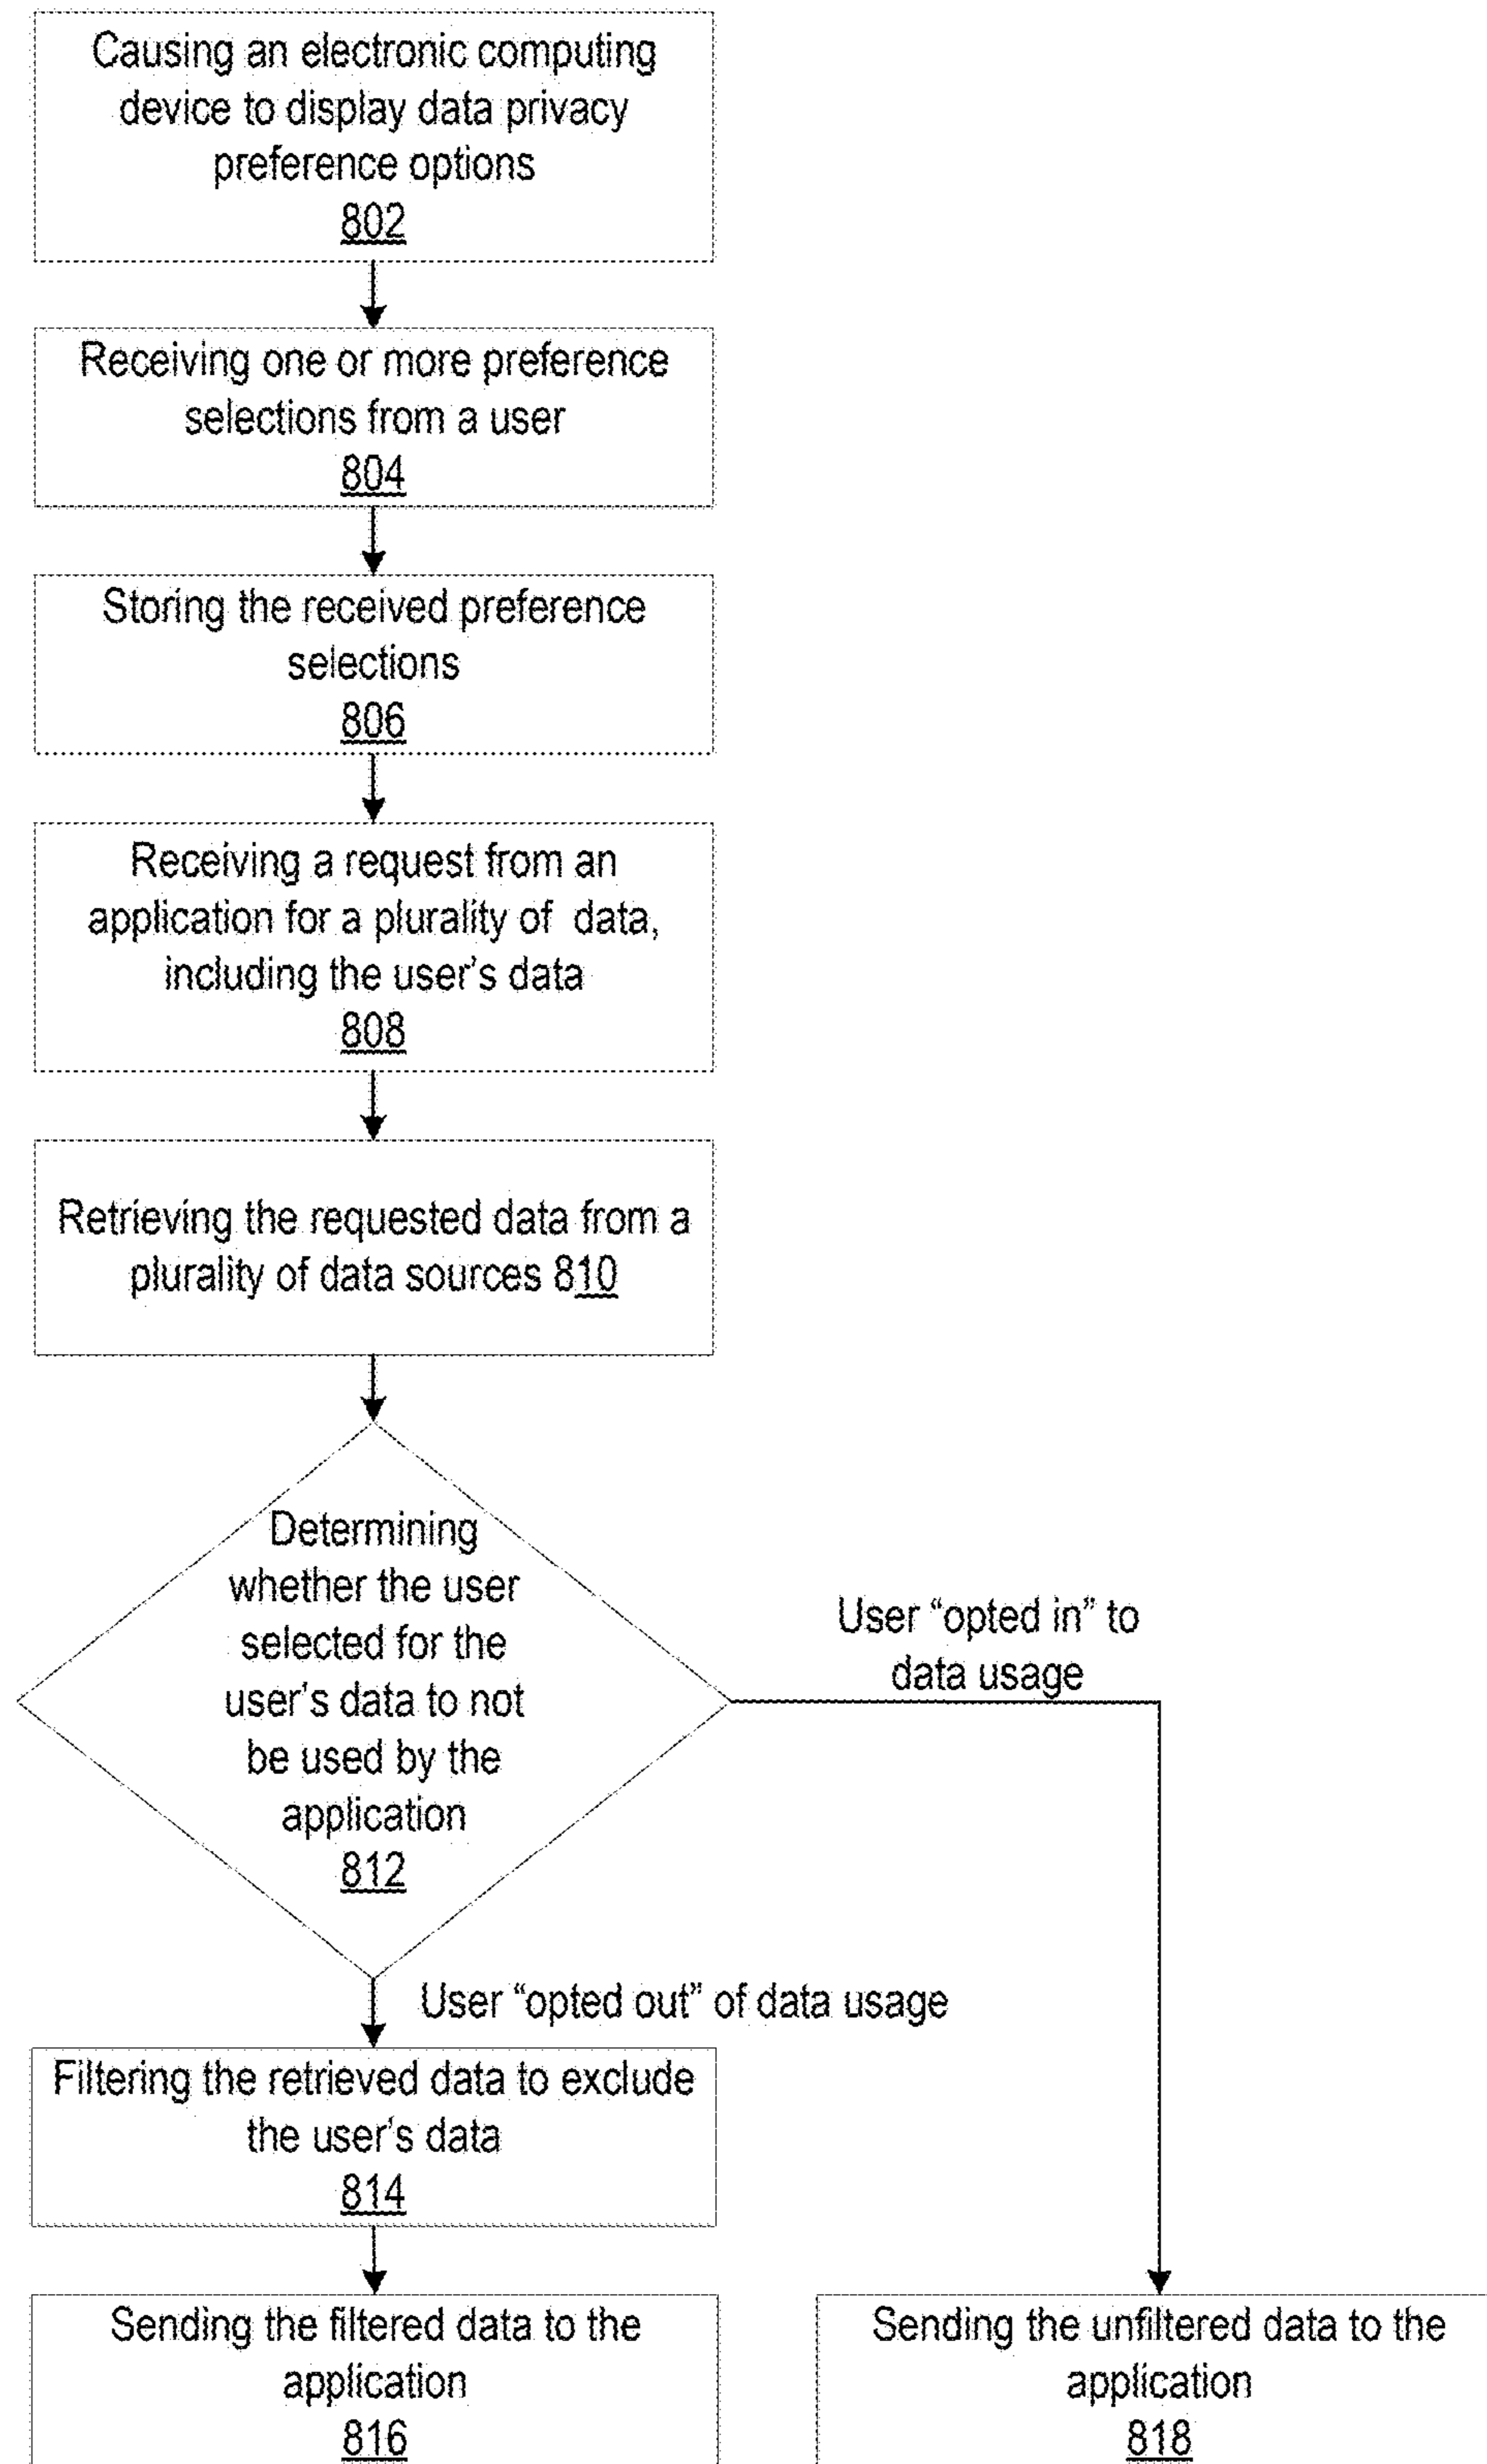 Causing an electronic computing
device to display data privacy
preference options
802
Receiving one or more preference
selections from a user
804
Storing the received preference
selections
806
Receiving a request from an
application for a plurality of data,
including the user's data
808
Retrieving the requested data from a
plurality of data sources 810
Determining
whether the user
selected for the
user's data to not
be used by the
application
812
User “opted in” to
data usage
User “opted out” of data usage
Filtering the retrieved data to exclude
the user's data
814
Sending the filtered data to the
application
816
Sending the unfiltered data to the
application
818